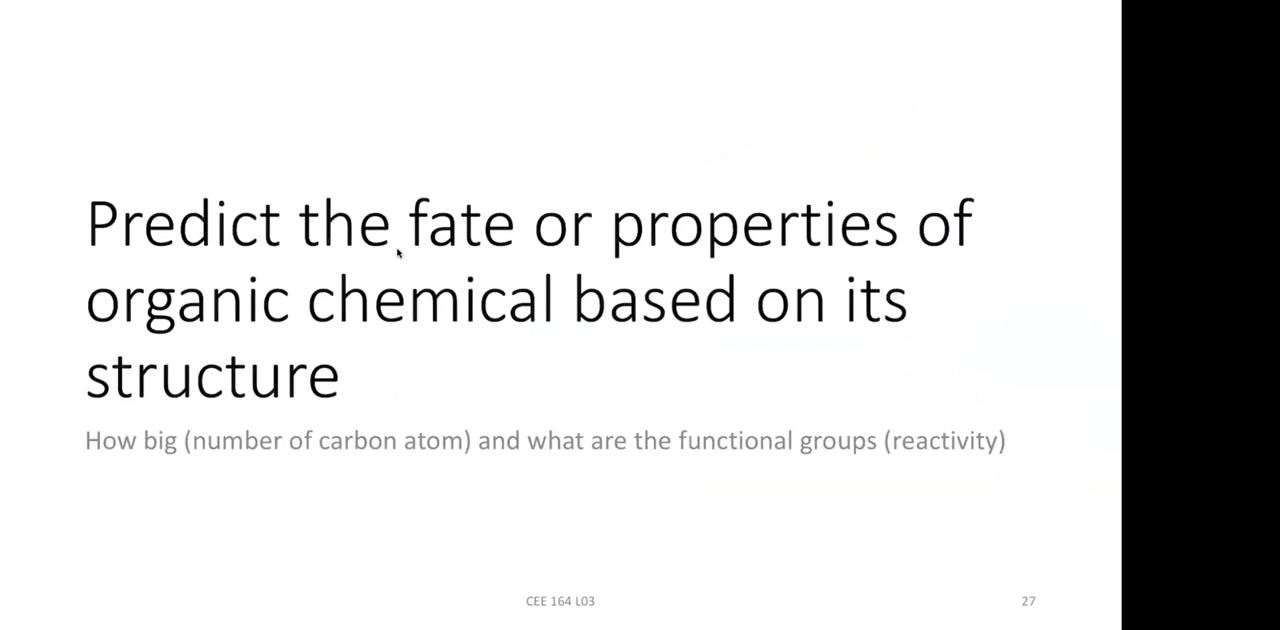 Predict the fate or properties of
organic chemical based on its
structure
How big (number of carbon atom) and what are the functional groups (reactivity)
CEE 164 L03
27